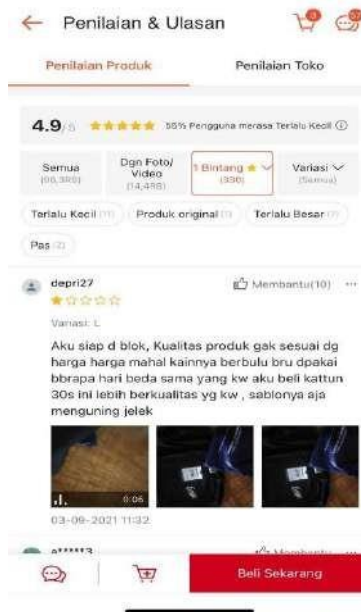 Penilaian & Ulasan
Penilaian Produk
Penilaian Toko
4.9/5
55% Pengguna merasa Terlalu Kecil
Semua
Dgn Foto/
Video
1 Bintang
Variasi
(330)
(Semua)
Terlalu Kecil
Produk original
Terlalu Besar
Pas (2)
depri27
Membantu(10)
Variasi: L
Aku siap d blok, Kualitas produk gak sesuai dg
harga harga mahal kainnya berbulu bru dpakai
bbrapa hari beda sama yang kw aku beli kattun
30s ini lebih berkualitas yg kw , sablonya aja
menguning jelek
0:06
03-09-2021 11:32
Beli Sekarang